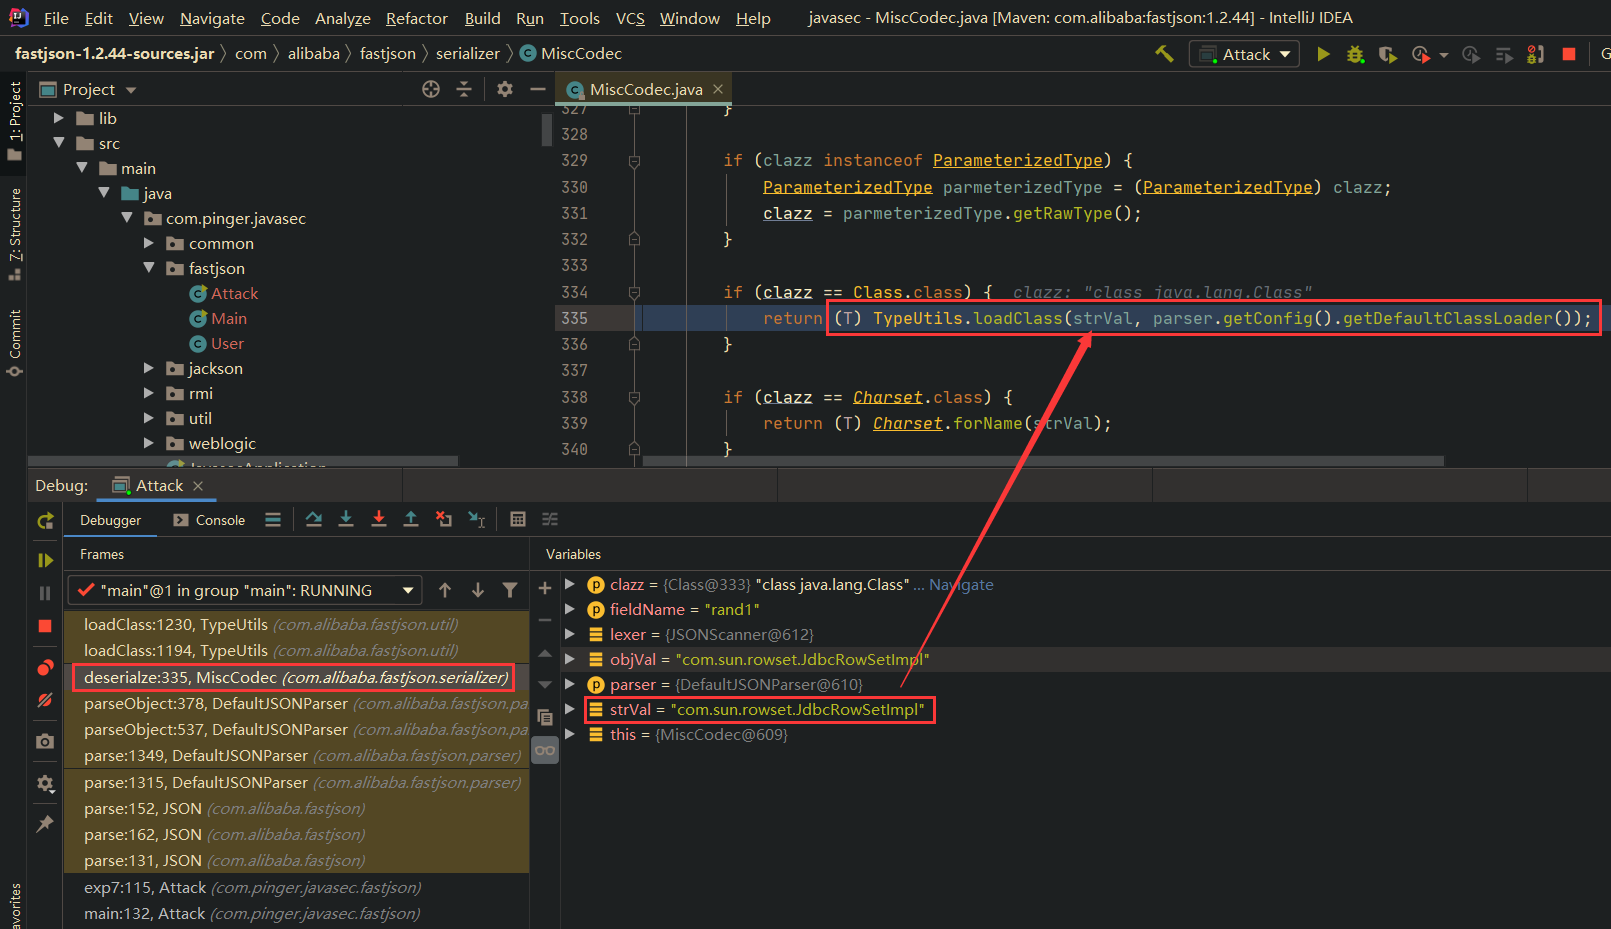 File Edit View Navigate Code Analyze Refactor Build Run Tools VCS Window Help javasec - MiscCodec.java [Maven: com.alibaba:fastjson:1.2.44] - IntelliJ IDEA
fastjson-1.2.44-sources.jar com alibaba fastjson serializer MiscCodec
Attack
1: Project
7: Structure
Commit
avorites
Project
lib
src
main
java
com.pinger.javasec
common
fastjson
Attack
Main
User
jackson
rmi
util
weblogic
JavasecApplication
MiscCodec.java
327 }
328
329 if (clazz instanceof ParameterizedType) {
330 ParameterizedType parmeterizedType = (ParameterizedType) clazz;
331 clazz = parmeterizedType.getRawType();
332 }
333
334 if (clazz == Class.class) { clazz: "class java.lang.Class"
335 return (T) TypeUtils.loadClass(strVal, parser.getConfig().getDefaultClassLoader());
336 }
337
338 if (clazz == Charset.class) {
339 return (T) Charset.forName(strVal);
340 }
Debug: Attack
Debugger Console
Frames
"main"@1 in group "main": RUNNING
loadClass:1230, TypeUtils (com.alibaba.fastjson.util)
loadClass:1194, TypeUtils (com.alibaba.fastjson.util)
deserialze:335, MiscCodec (com.alibaba.fastjson.serializer)
parseObject:378, DefaultJSONParser (com.alibaba.fastjson.pa
parseObject:537, DefaultJSONParser (com.alibaba.fastjson.pa
parse:1349, DefaultJSONParser (com.alibaba.fastjson.parser)
parse:1315, DefaultJSONParser (com.alibaba.fastjson.parser)
parse:152, JSON (com.alibaba.fastjson)
parse:162, JSON (com.alibaba.fastjson)
parse:131, JSON (com.alibaba.fastjson)
exp7:115, Attack (com.pinger.javasec.fastjson)
main:132, Attack (com.pinger.javasec.fastjson)
Variables
clazz = {Class@333} "class java.lang.Class" ... Navigate
fieldName = "rand1"
lexer = {JSONScanner@612}
objVal = "com.sun.rowset.JdbcRowSetImpl"
parser = {DefaultJSONParser@610}
strVal = "com.sun.rowset.JdbcRowSetImpl"
this = {MiscCodec@609}